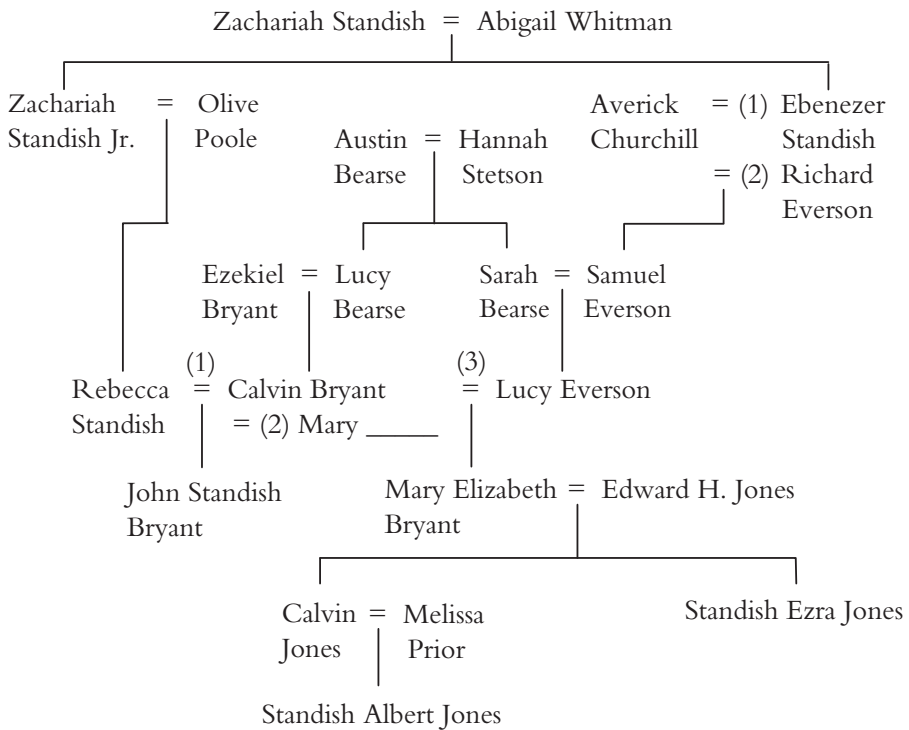 Zachariah Standish = Abigail Whitman
Zachariah = Olive
Standish Jr. Poole
Averick = (1) Ebenezer
Churchill Standish
= (2) Richard
Everson
Austin = Hannah
Bearse Stetson
Ezekiel = Lucy
Bryant Bearse
Sarah = Samuel
Bearse Everson
(1) (3)
Rebecca = Calvin Bryant = Lucy Everson
Standish = (2) Mary _____
John Standish
Bryant
Mary Elizabeth = Edward H. Jones
Bryant
Calvin = Melissa
Jones Prior
Standish Ezra Jones
Standish Albert Jones